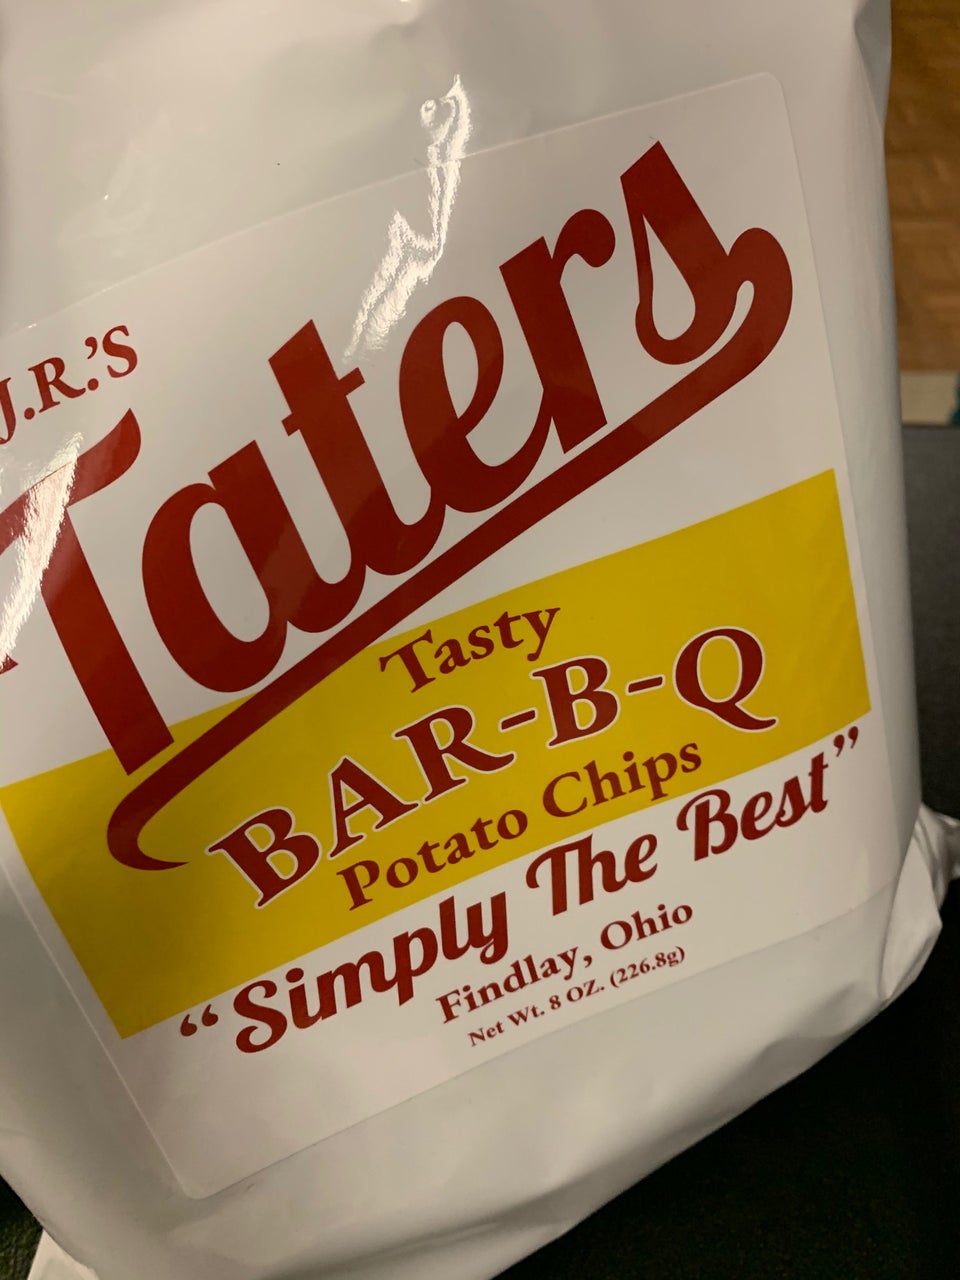 J.R.'S
Taters
Tasty
BAR-B-Q
Potato Chips
“Simply The Best”
Findlay, Ohio
Net Wt. 8 OZ. (226.8g)